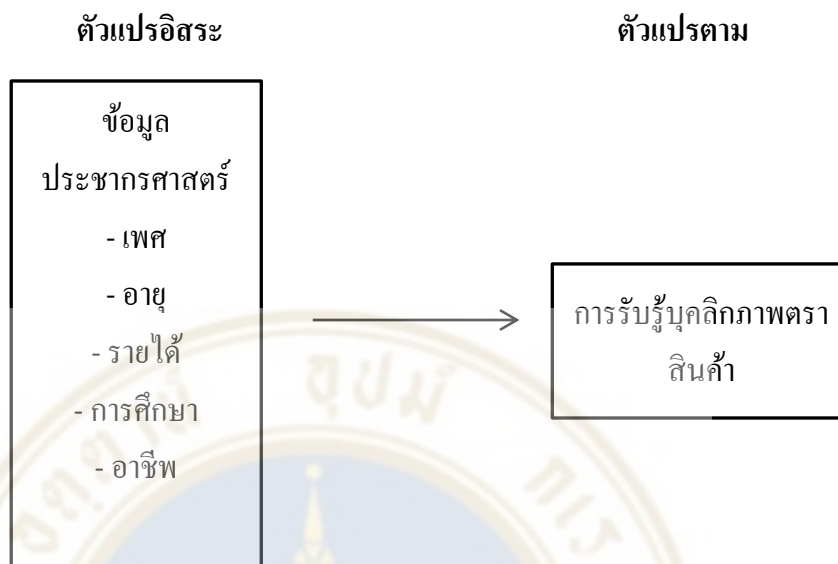 ตัวแปรอิสระ
ตัวแปรตาม
ข้อมูล
ประชากรศาสตร์
- เพศ
- อายุ
- รายได้
- การศึกษา
- อาชีพ
การรับรู้บุคลิกภาพตรา
สินค้า